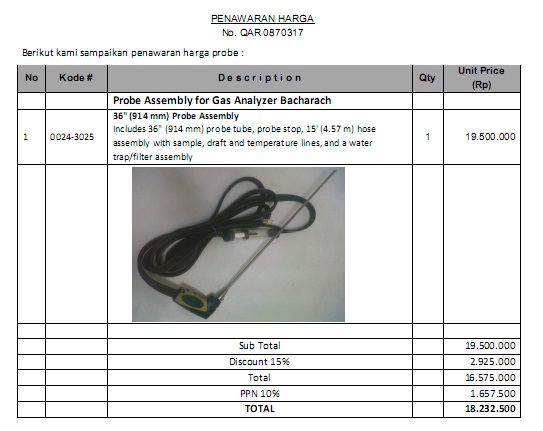 PENAWARAN HARGA
No. QAR 0870317
Berikut kami sampaikan penawaran harga probe :
No Kode # Description Qty Unit Price (Rp)
Probe Assembly for Gas Analyzer Bacharach
36" (914 mm) Probe Assembly
1 0024-3025 Includes 36" (914 mm) probe tube, probe stop, 15' (4.57 m) hose 1 19.500.000
assembly with sample, draft and temperature lines, and a water
trap/filter assembly
Sub Total 19.500.000
Discount 15% 2.925.000
Total 16.575.000
PPN 10% 1.657.500
TOTAL 18.232.500